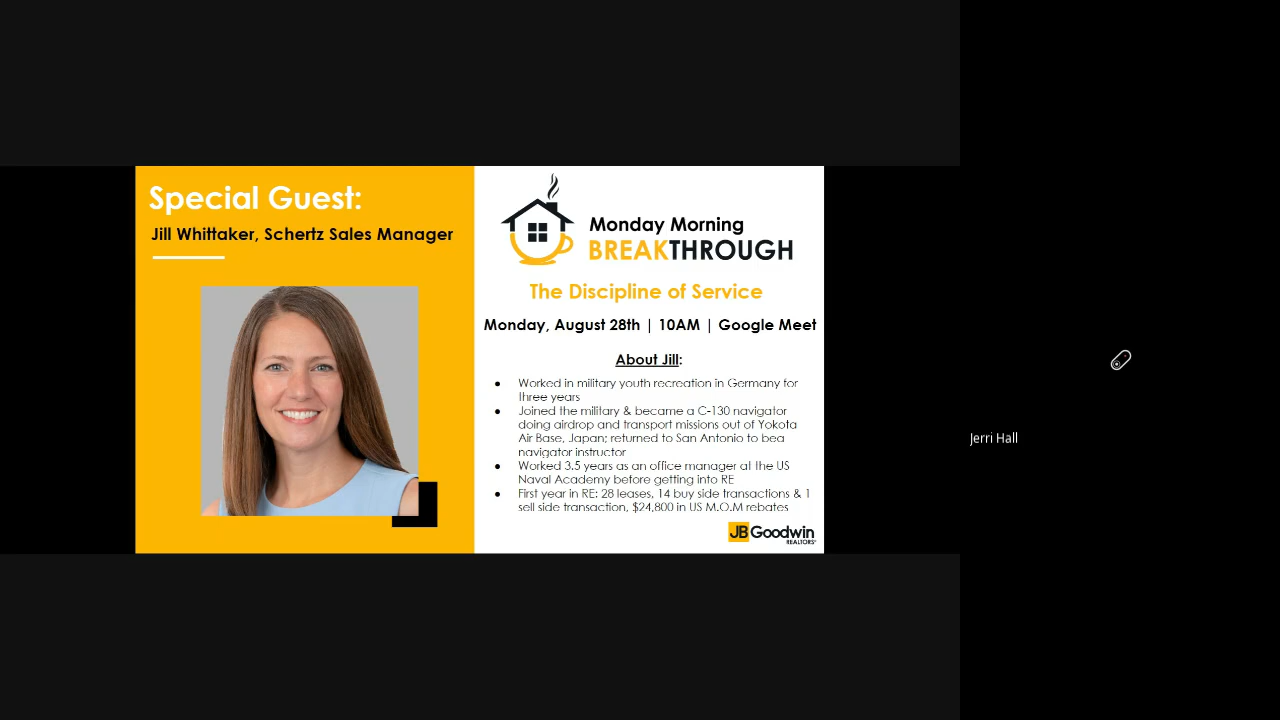 Special Guest:
Jill Whittaker, Schertz Sales Manager
Monday Morning
BREAKTHROUGH
The Discipline of Service
Monday, August 28th | 10AM | Google Meet
About Jill:
● Worked in military youth recreation in Germany for
three years
● Joined the military & became a C-130 navigator
doing airdrop and transport missions out of Yokota
Air Base, Japan; returned to San Antonio to bea
navigator instructor
● Worked 3.5 years as an office manager at the US
Naval Academy before getting into RE
● First year in RE: 28 leases, 14 buy side transactions & 1
sell side transaction, $24,800 in US M.O.M rebates
JB Goodwin
REALTORS®
Jerri Hall